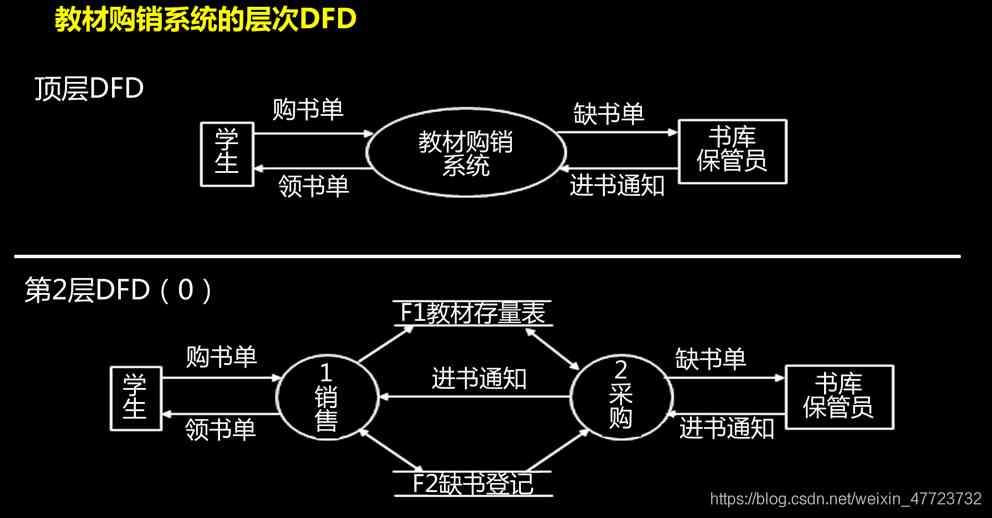 教材购销系统的层次DFD
顶层DFD
购书单
缺书单
学
生
教材购销
系统
书库
保管员
领书单
进书通知
第2层DFD（0）
F1教材存量表
购书单
缺书单
学
生
1
销
售
进书通知
2
采
购
书库
保管员
领书单
进书通知
F2缺书登记
https://blog.csdn.net/weixin_47723732